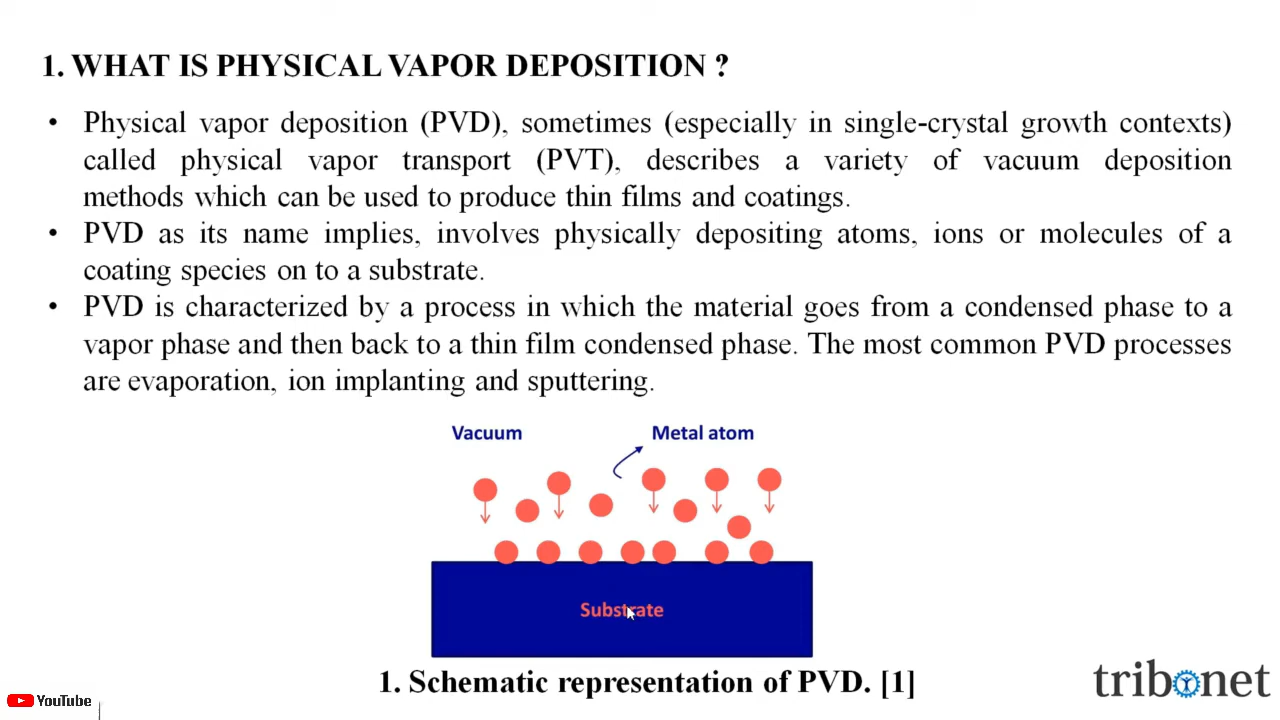 1. WHAT IS PHYSICAL VAPOR DEPOSITION ?
• Physical vapor deposition (PVD), sometimes (especially in single-crystal growth contexts)
called physical vapor transport (PVT), describes a variety of vacuum deposition
methods which can be used to produce thin films and coatings.
• PVD as its name implies, involves physically depositing atoms, ions or molecules of a
coating species on to a substrate.
• PVD is characterized by a process in which the material goes from a condensed phase to a
vapor phase and then back to a thin film condensed phase. The most common PVD processes
are evaporation, ion implanting and sputtering.
Vacuum
Metal atom
Substrate
1. Schematic representation of PVD. [1]
tribonet
YouTube